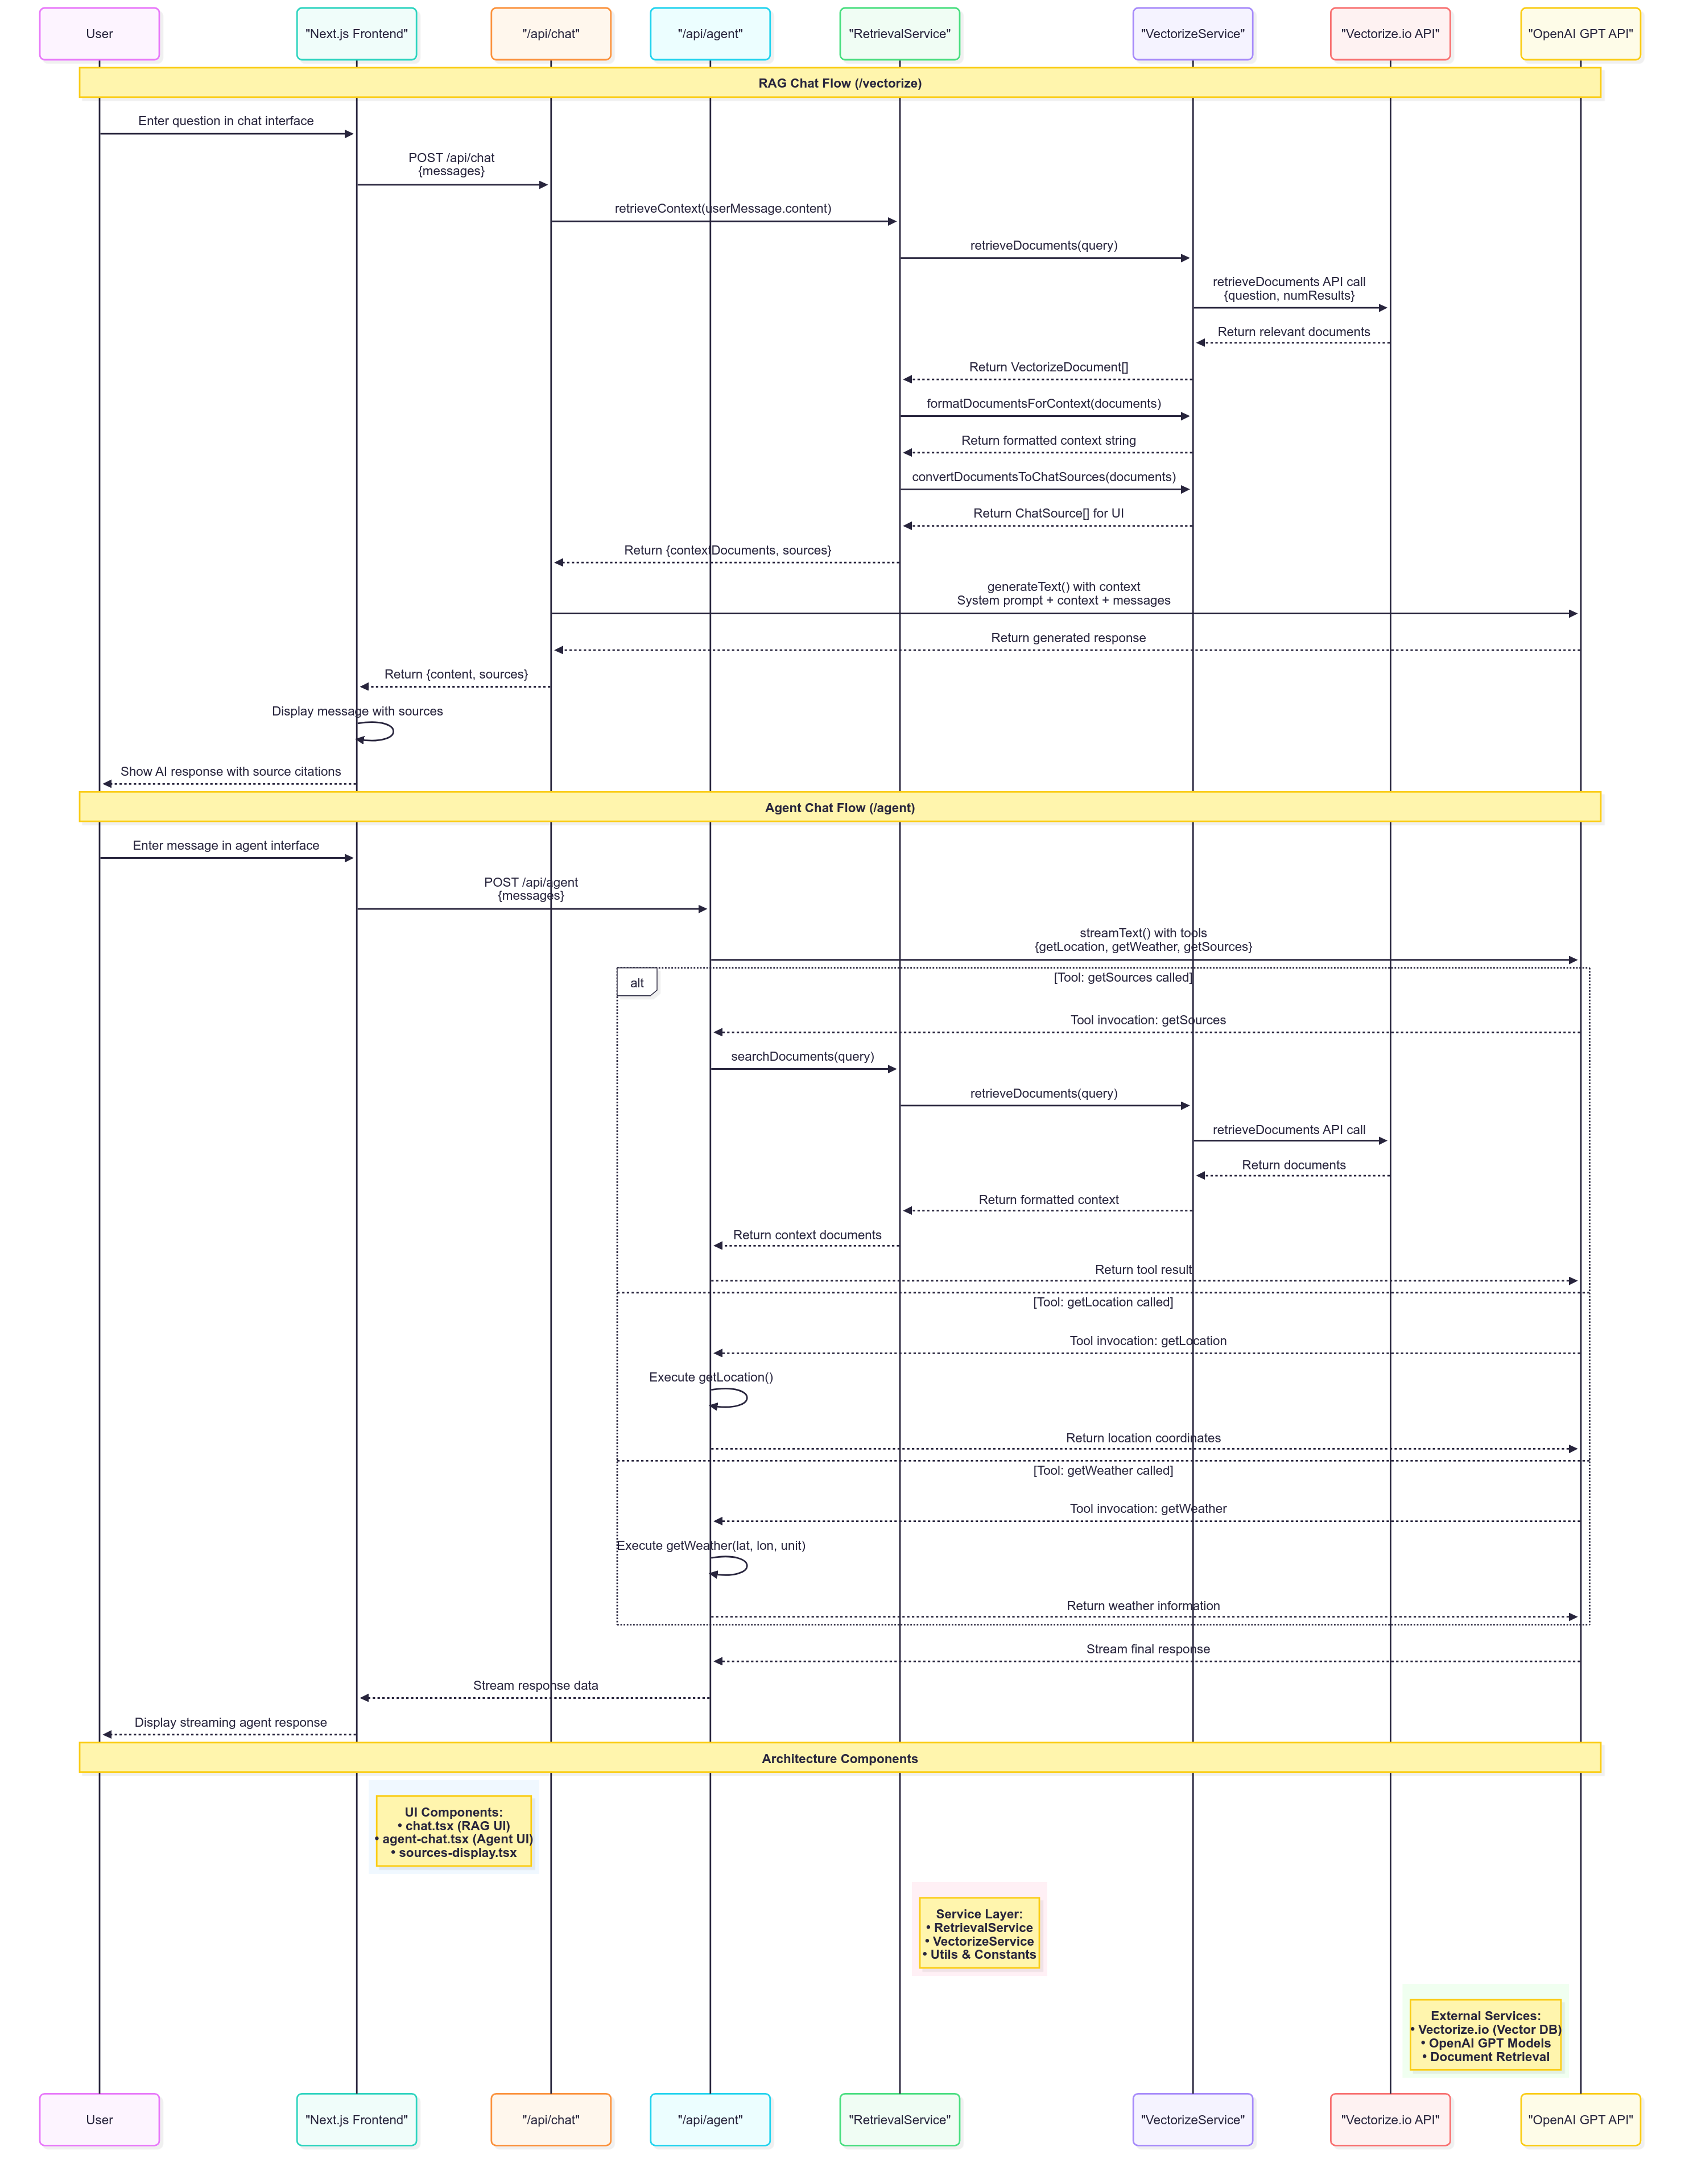 User
"Next.js Frontend"
"/api/chat"
"/api/agent"
"RetrievalService"
"VectorizeService"
"Vectorize.io API"
"OpenAI GPT API"
RAG Chat Flow (/vectorize)
Enter question in chat interface
POST /api/chat
{messages}
retrieveContext(userMessage.content)
retrieveDocuments(query)
retrieveDocuments API call
{question, numResults}
Return relevant documents
Return VectorizeDocument[]
formatDocumentsForContext(documents)
Return formatted context string
convertDocumentsToChatSources(documents)
Return ChatSource[] for UI
Return {contextDocuments, sources}
generateText() with context
System prompt + context + messages
Return generated response
Return {content, sources}
Display message with sources
Show AI response with source citations
Agent Chat Flow (/agent)
Enter message in agent interface
POST /api/agent
{messages}
streamText() with tools
{getLocation, getWeather, getSources}
alt
[Tool: getSources called]
Tool invocation: getSources
searchDocuments(query)
retrieveDocuments(query)
retrieveDocuments API call
Return documents
Return formatted context
Return context documents
Return tool result
[Tool: getLocation called]
Tool invocation: getLocation
Execute getLocation()
Return location coordinates
[Tool: getWeather called]
Tool invocation: getWeather
Execute getWeather(lat, lon, unit)
Return weather information
Stream final response
Stream response data
Display streaming agent response
Architecture Components
UI Components:
• chat.tsx (RAG UI)
• agent-chat.tsx (Agent UI)
• sources-display.tsx
Service Layer:
• RetrievalService
• VectorizeService
• Utils & Constants
External Services:
• Vectorize.io (Vector DB)
• OpenAI GPT Models
• Document Retrieval
User
"Next.js Frontend"
"/api/chat"
"/api/agent"
"RetrievalService"
"VectorizeService"
"Vectorize.io API"
"OpenAI GPT API"